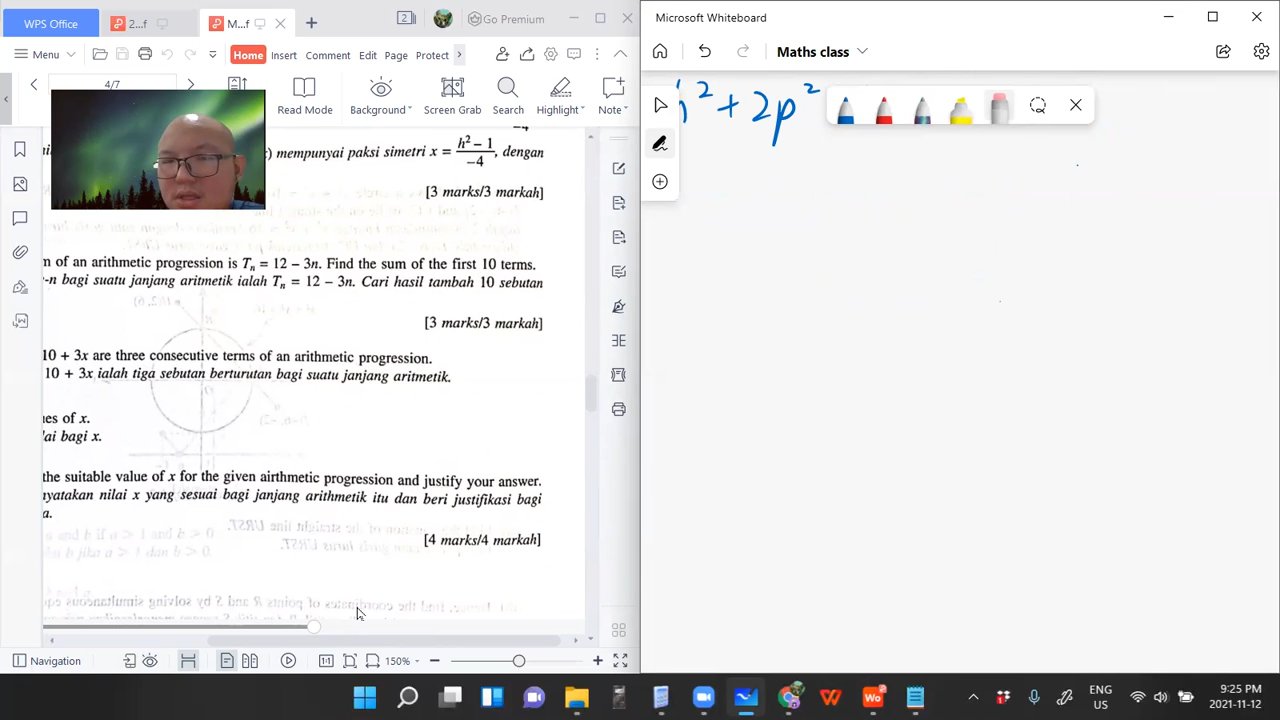 WPS Office
2...f
M...f
2
Go Premium
Menu
Home
Insert
Comment
Edit
Page
Protect
4/7
Read Mode
Background
Screen Grab
Search
Highlight
Note
-4
) mempunyai paksi simetri x = h² – 1 / -4, dengan
[3 marks/3 markah]
m of an arithmetic progression is Tn = 12 – 3n. Find the sum of the first 10 terms.
-n bagi suatu janjang aritmetik ialah Tn = 12 – 3n. Cari hasil tambah 10 sebutan
[3 marks/3 markah]
10 + 3x are three consecutive terms of an arithmetic progression.
10 + 3x ialah tiga sebutan berturutan bagi suatu janjang aritmetik.
ues of x.
lai bagi x.
the suitable value of x for the given airthmetic progression and justify your answer.
nyatakan nilai x yang sesuai bagi janjang arithmetik itu dan beri justifikasi bagi
a.
[4 marks/4 markah]
Navigation
150%
Microsoft Whiteboard
Maths class
h² + 2p²
ENG
US
9:25 PM
2021-11-12